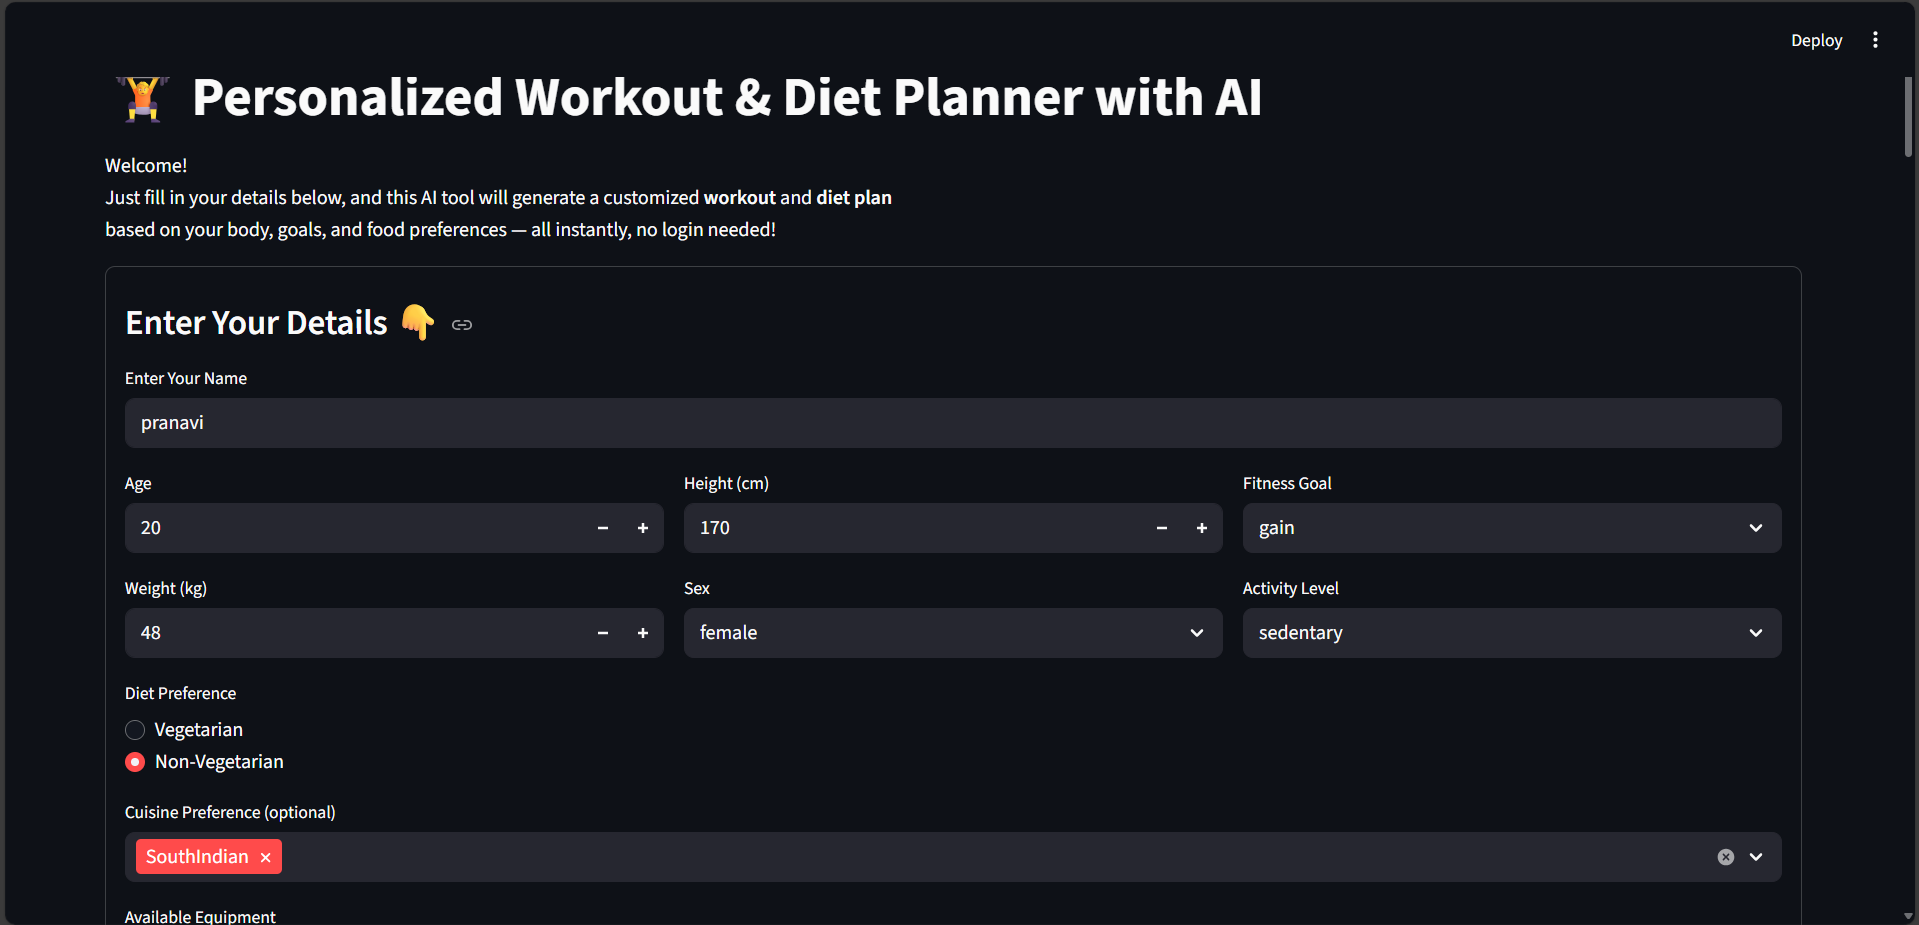 Deploy
Personalized Workout & Diet Planner with AI
Welcome!
Just fill in your details below, and this AI tool will generate a customized workout and diet plan
based on your body, goals, and food preferences — all instantly, no login needed!
Enter Your Details
Enter Your Name
pranavi
Age
Height (cm)
Fitness Goal
20
170
gain
Weight (kg)
Sex
Activity Level
48
female
sedentary
Diet Preference
Vegetarian
Non-Vegetarian
Cuisine Preference (optional)
SouthIndian
Available Equipment